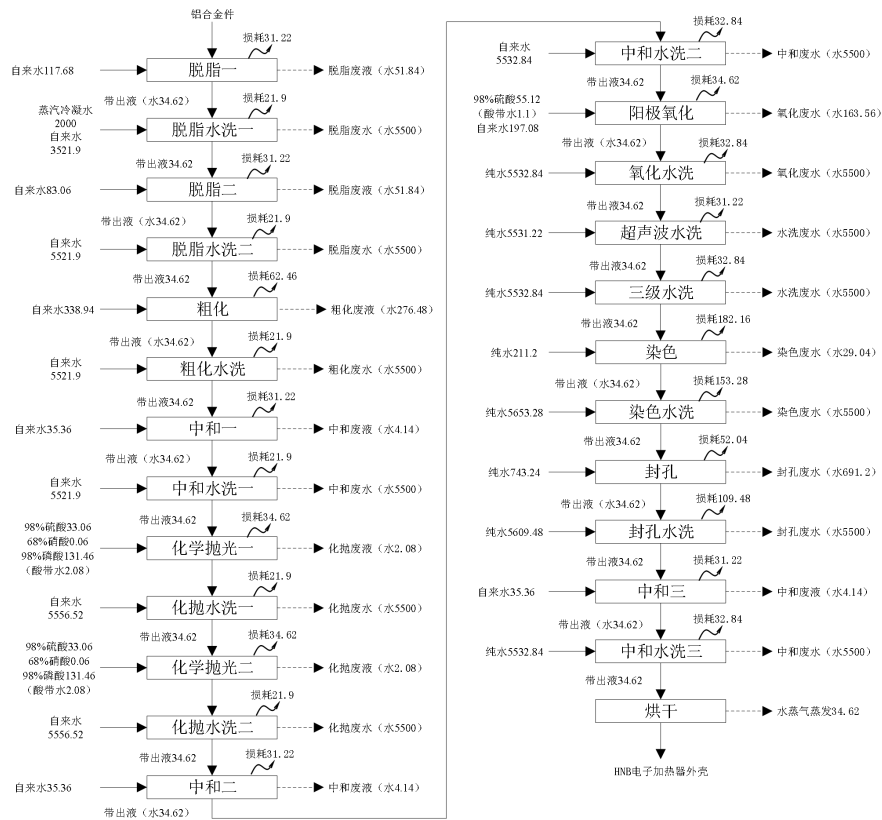 铝合金件
损耗31.22
自来水117.68
脱脂一
脱脂废液（水51.84）
带出液（水34.62）
损耗21.9
蒸汽冷凝水
2000
自来水
3521.9
脱脂水洗一
脱脂废水（水5500）
带出液34.62
损耗31.22
自来水83.06
脱脂二
脱脂废液（水51.84）
带出液（水34.62）
损耗21.9
自来水
5521.9
脱脂水洗二
脱脂废水（水5500）
带出液34.62
损耗62.46
自来水338.94
粗化
粗化废液（水276.48）
带出液（水34.62）
损耗21.9
自来水
5521.9
粗化水洗
粗化废水（水5500）
带出液34.62
损耗31.22
自来水35.36
中和一
中和废液（水4.14）
带出液（水34.62）
损耗21.9
自来水
5521.9
中和水洗一
中和废水（水5500）
带出液34.62
损耗34.62
98%硫酸33.06
68%硝酸0.06
98%磷酸131.46
（酸带水2.08）
化学抛光一
化抛废液（水2.08）
带出液34.62
损耗21.9
自来水
5556.52
化抛水洗一
化抛废水（水5500）
带出液34.62
损耗34.62
98%硫酸33.06
68%硝酸0.06
98%磷酸131.46
（酸带水2.08）
化学抛光二
化抛废液（水2.08）
损耗21.9
自来水
5556.52
化抛水洗二
化抛废水（水5500）
带出液34.62
损耗31.22
自来水35.36
中和二
中和废液（水4.14）
带出液（水34.62）
损耗32.84
自来水
5532.84
中和水洗二
中和废水（水5500）
带出液34.62
损耗34.62
98%硫酸55.12
（酸带水1.1）
自来水197.08
阳极氧化
氧化废水（水163.56）
带出液（水34.62）
损耗32.84
纯水5532.84
氧化水洗
氧化废水（水5500）
带出液34.62
损耗31.22
纯水5531.22
超声波水洗
水洗废水（水5500）
带出液34.62
损耗32.84
纯水5532.84
三级水洗
水洗废水（水5500）
带出液34.62
损耗182.16
纯水211.2
染色
染色废水（水29.04）
带出液（水34.62）
损耗153.28
纯水5653.28
染色水洗
染色废水（水5500）
带出液34.62
损耗52.04
纯水743.24
封孔
封孔废水（水691.2）
带出液（水34.62）
损耗109.48
纯水5609.48
封孔水洗
封孔废水（水5500）
带出液34.62
损耗31.22
自来水35.36
中和三
中和废液（水4.14）
带出液（水34.62）
损耗32.84
纯水5532.84
中和水洗三
中和废水（水5500）
带出液34.62
烘干
水蒸气蒸发34.62
HNB电子加热器外壳